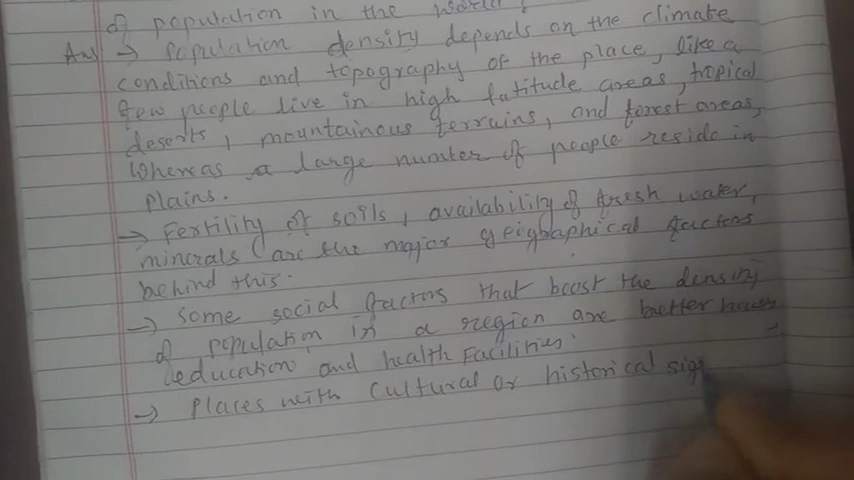 of population in the world?
Ans → Population density depends on the climate
conditions and topography of the place, like a
few people live in high latitude areas, tropical
deserts, mountainous terrains, and forest areas,
Whereas a large number of people reside in
plains.
→ Fertility of soils, availability of fresh water,
minerals are the major geigraphical factors
behind this.
→ Some social factors that boost the density
of population in a region are better
education and health Facilities.
→ Places with cultural or historical sig